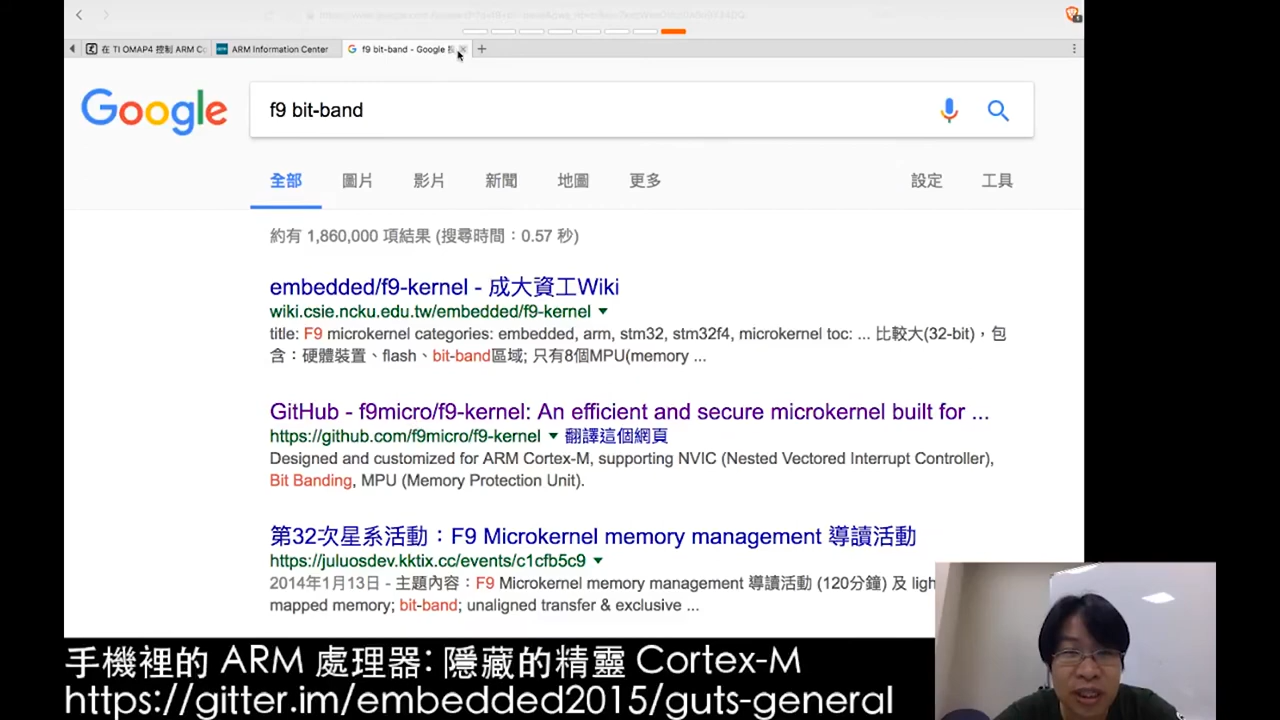 在 TI OMAP4 控制 ARM Co
ARM Information Center
f9 bit-band - Google 搜
Google
f9 bit-band
全部 圖片 影片 新聞 地圖 更多 設定 工具
約有 1,860,000 項結果 (搜尋時間：0.57 秒)
embedded/f9-kernel - 成大資工Wiki
wiki.csie.ncku.edu.tw/embedded/f9-kernel
title: F9 microkernel categories: embedded, arm, stm32, stm32f4, microkernel toc: ... 比較大(32-bit)，包
含：硬體裝置、flash、bit-band區域; 只有8個MPU(memory ...
GitHub - f9micro/f9-kernel: An efficient and secure microkernel built for ...
https://github.com/f9micro/f9-kernel 翻譯這個網頁
Designed and customized for ARM Cortex-M, supporting NVIC (Nested Vectored Interrupt Controller),
Bit Banding, MPU (Memory Protection Unit).
第32次星系活動：F9 Microkernel memory management 導讀活動
https://juluosdev.kktix.cc/events/c1cfb5c9
2014年1月13日 - 主題內容：F9 Microkernel memory management 導讀活動 (120分鐘) 及 ligh
mapped memory; bit-band; unaligned transfer & exclusive ...
手機裡的 ARM 處理器: 隱藏的精靈 Cortex-M
https://gitter.im/embedded2015/guts-general